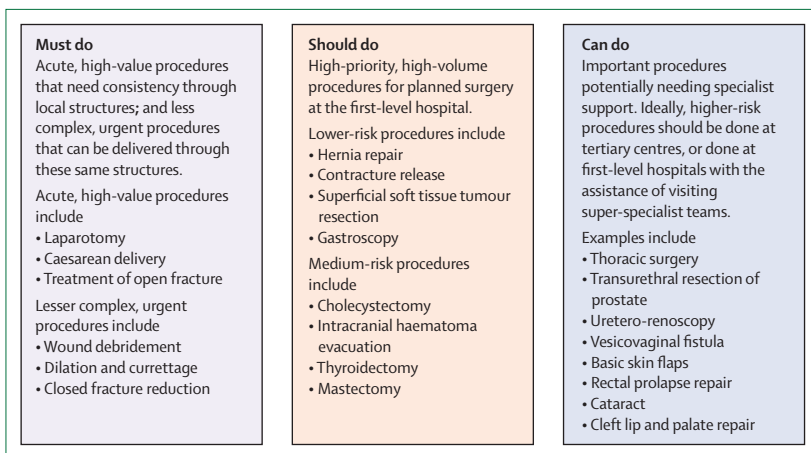 Must do
Acute, high-value procedures
that need consistency through
local structures; and less
complex, urgent procedures
that can be delivered through
these same structures.
Acute, high-value procedures
include
• Laparotomy
• Caesarean delivery
• Treatment of open fracture
Lesser complex, urgent
procedures include
• Wound debridement
• Dilation and currettage
• Closed fracture reduction
Should do
High-priority, high-volume
procedures for planned surgery
at the first-level hospital.
Lower-risk procedures include
• Hernia repair
• Contracture release
• Superficial soft tissue tumour
resection
• Gastroscopy
Medium-risk procedures
include
• Cholecystectomy
• Intracranial haematoma
evacuation
• Thyroidectomy
• Mastectomy
Can do
Important procedures
potentially needing specialist
support. Ideally, higher-risk
procedures should be done at
tertiary centres, or done at
first-level hospitals with the
assistance of visiting
super-specialist teams.
Examples include
• Thoracic surgery
• Transurethral resection of
prostate
• Uretero-renoscopy
• Vesicovaginal fistula
• Basic skin flaps
• Rectal prolapse repair
• Cataract
• Cleft lip and palate repair